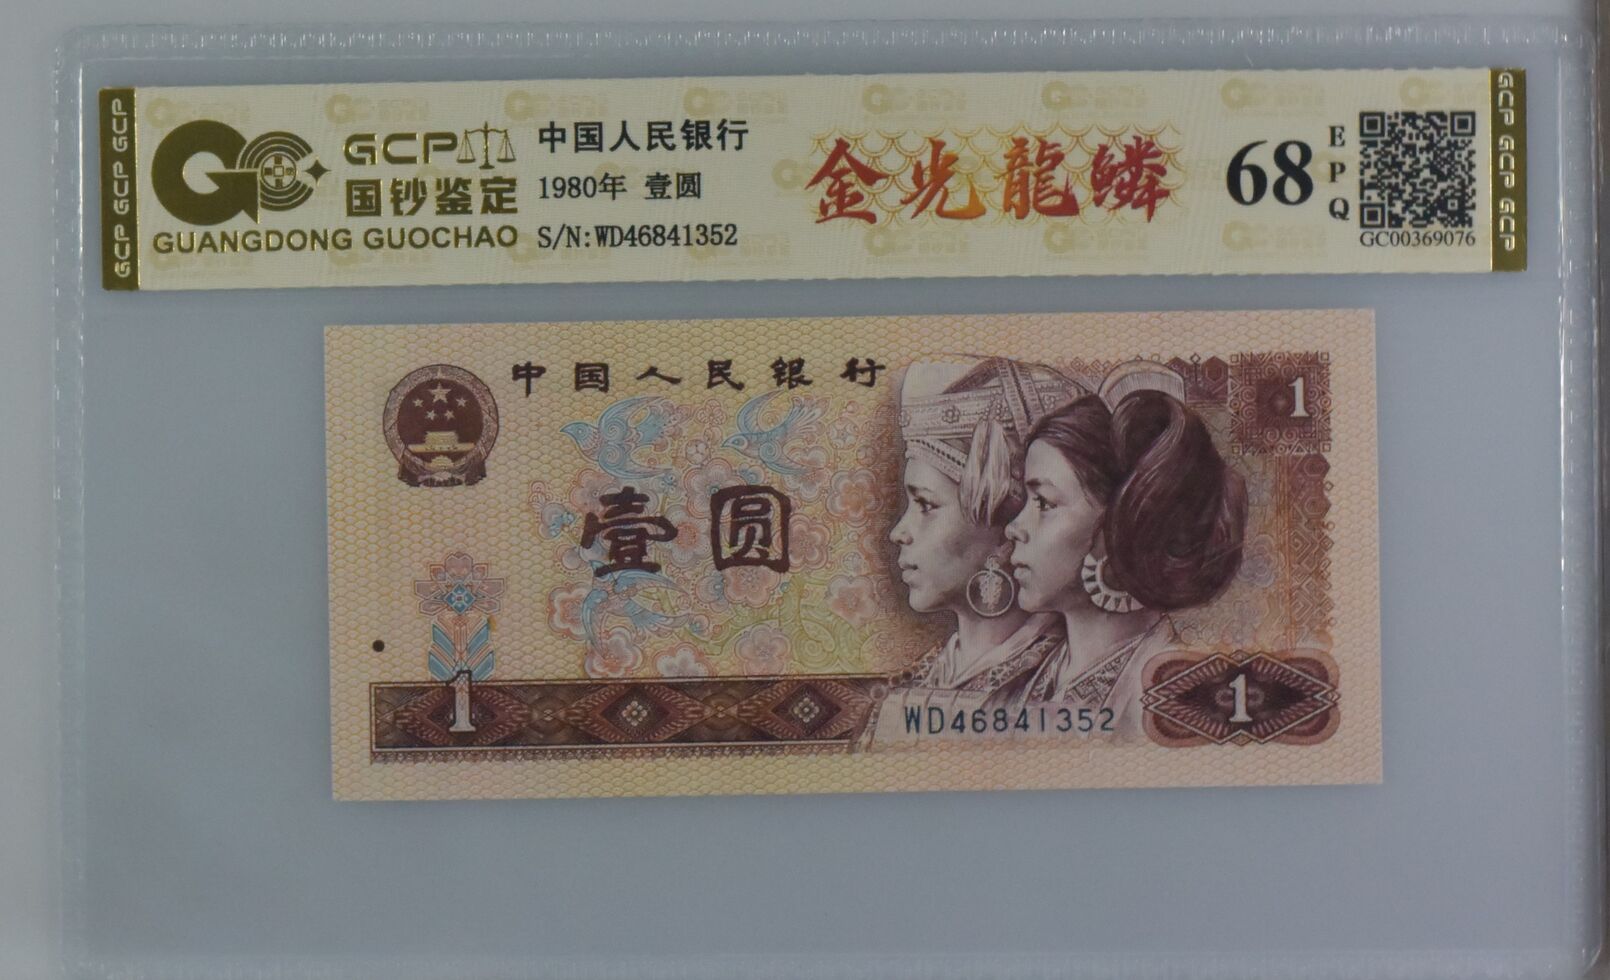 GCP GCP GCP
GCP
国钞鉴定
GUANGDONG GUOCHAO
中国人民银行
1980年 壹圆
S/N:WD46841352
金光龍鳞
68
EPQ
GC00369076
GCP GCP GCP
中国人民银行
1
壹圆
1
WD46841352
1